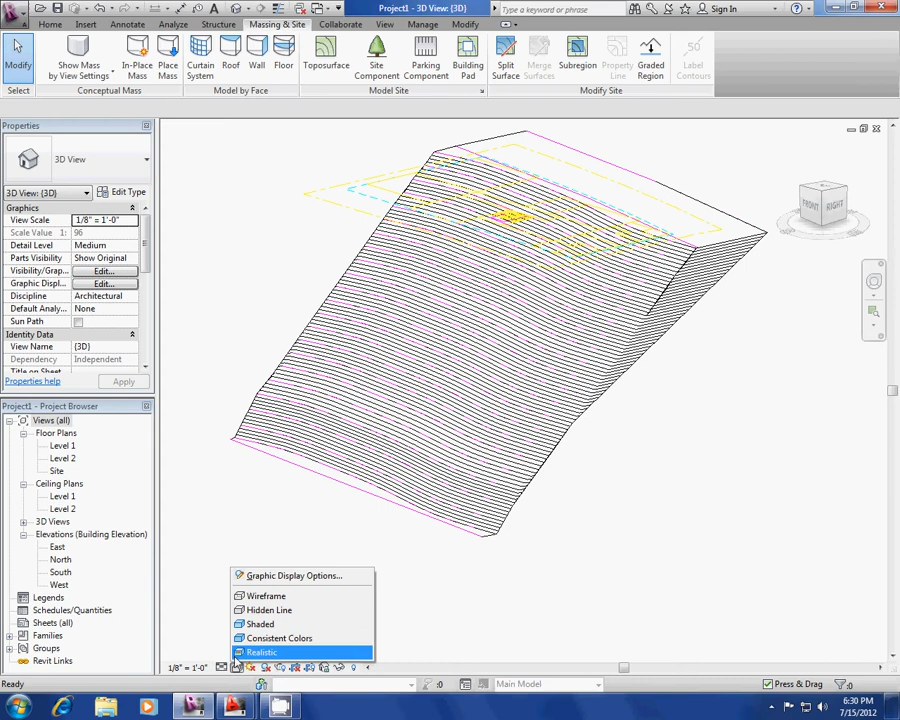 Project1 - 3D View: {3D}
Type a keyword or phrase
Sign In
Home Insert Annotate Analyze Structure Massing & Site Collaborate View Manage Modify
Modify
Show Mass by View Settings
In-Place Mass
Place Mass
Curtain System
Roof
Wall
Floor
Toposurface
Site Component
Parking Component
Building Pad
Split Surface
Merge Surfaces
Subregion
Property Line
Graded Region
50
Label Contours
Select
Conceptual Mass
Model by Face
Model Site
Modify Site
Properties
3D View
3D View: {3D}
Edit Type
Graphics
View Scale 1/8" = 1'-0"
Scale Value 1: 96
Detail Level Medium
Parts Visibility Show Original
Visibility/Grap... Edit...
Graphic Displ... Edit...
Discipline Architectural
Default Analy... None
Sun Path
Identity Data
View Name {3D}
Dependency Independent
Title on Sheet
Properties help
Apply
Project1 - Project Browser
Views (all)
Floor Plans
Level 1
Level 2
Site
Ceiling Plans
Level 1
Level 2
3D Views
Elevations (Building Elevation)
East
North
South
West
Legends
Schedules/Quantities
Sheets (all)
Families
Groups
Revit Links
FRONT
RIGHT
Graphic Display Options...
Wireframe
Hidden Line
Shaded
Consistent Colors
Realistic
1/8" = 1'-0"
Ready
:0
Main Model
Press & Drag
:0
6:30 PM
7/15/2012